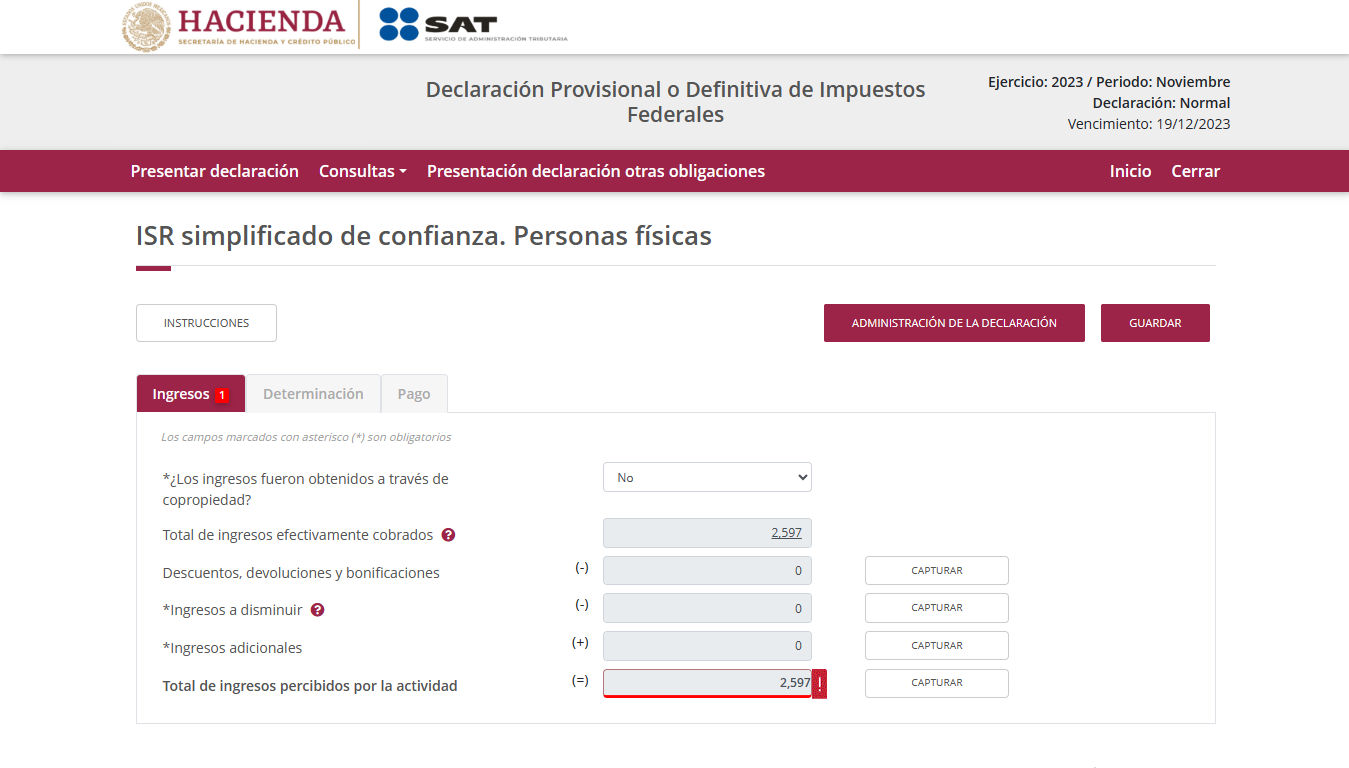 HACIENDA
SECRETARÍA DE HACIENDA Y CRÉDITO PÚBLICO
SAT
SERVICIO DE ADMINISTRACIÓN TRIBUTARIA
Declaración Provisional o Definitiva de Impuestos
Federales
Ejercicio: 2023 / Periodo: Noviembre
Declaración: Normal
Vencimiento: 19/12/2023
Presentar declaración Consultas Presentación declaración otras obligaciones Inicio Cerrar
ISR simplificado de confianza. Personas físicas
INSTRUCCIONES ADMINISTRACIÓN DE LA DECLARACIÓN GUARDAR
Ingresos 1 Determinación Pago
Los campos marcados con asterisco (*) son obligatorios
*¿Los ingresos fueron obtenidos a través de
copropiedad?
No
Total de ingresos efectivamente cobrados ? 2,597
Descuentos, devoluciones y bonificaciones (-) 0 CAPTURAR
*Ingresos a disminuir ? (-) 0 CAPTURAR
*Ingresos adicionales (+) 0 CAPTURAR
Total de ingresos percibidos por la actividad (=) 2,597 ! CAPTURAR